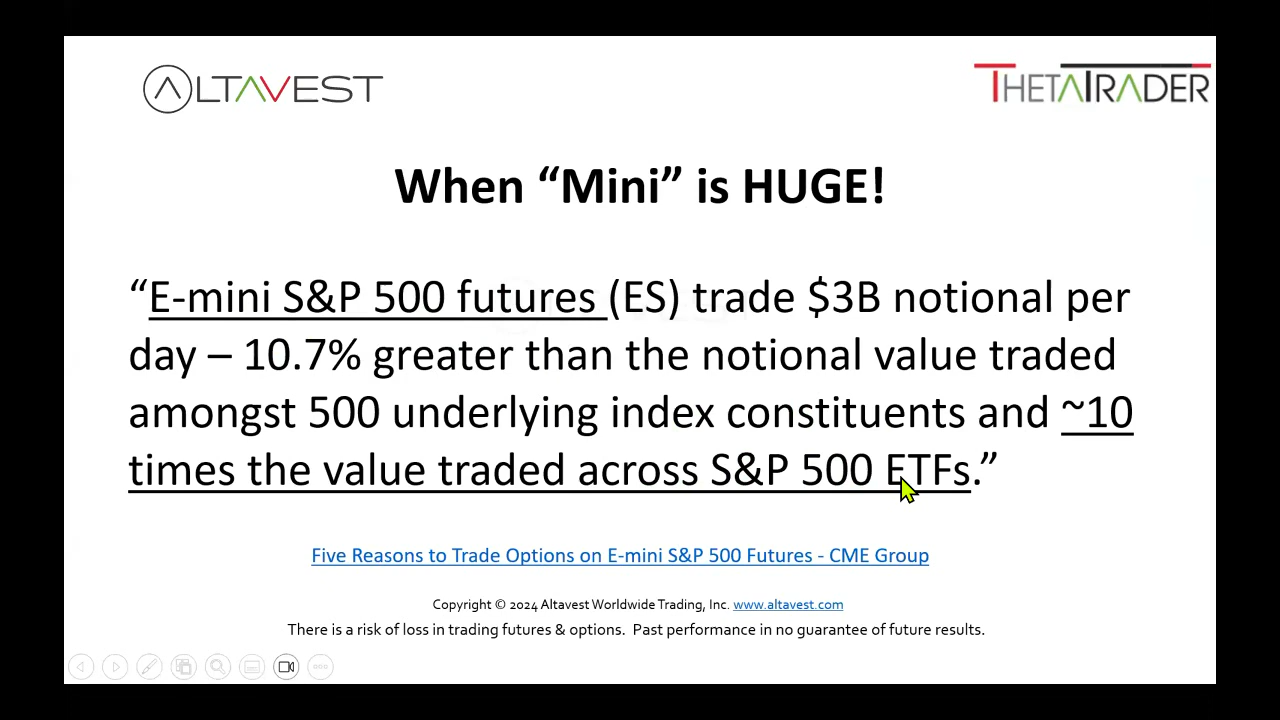 ALTAVEST
THETATRADER
When “Mini” is HUGE!
“E-mini S&P 500 futures (ES) trade $3B notional per
day – 10.7% greater than the notional value traded
amongst 500 underlying index constituents and ~10
times the value traded across S&P 500 ETFs.”
Five Reasons to Trade Options on E-mini S&P 500 Futures - CME Group
Copyright © 2024 Altavest Worldwide Trading, Inc. www.altavest.com
There is a risk of loss in trading futures & options.  Past performance in no guarantee of future results.